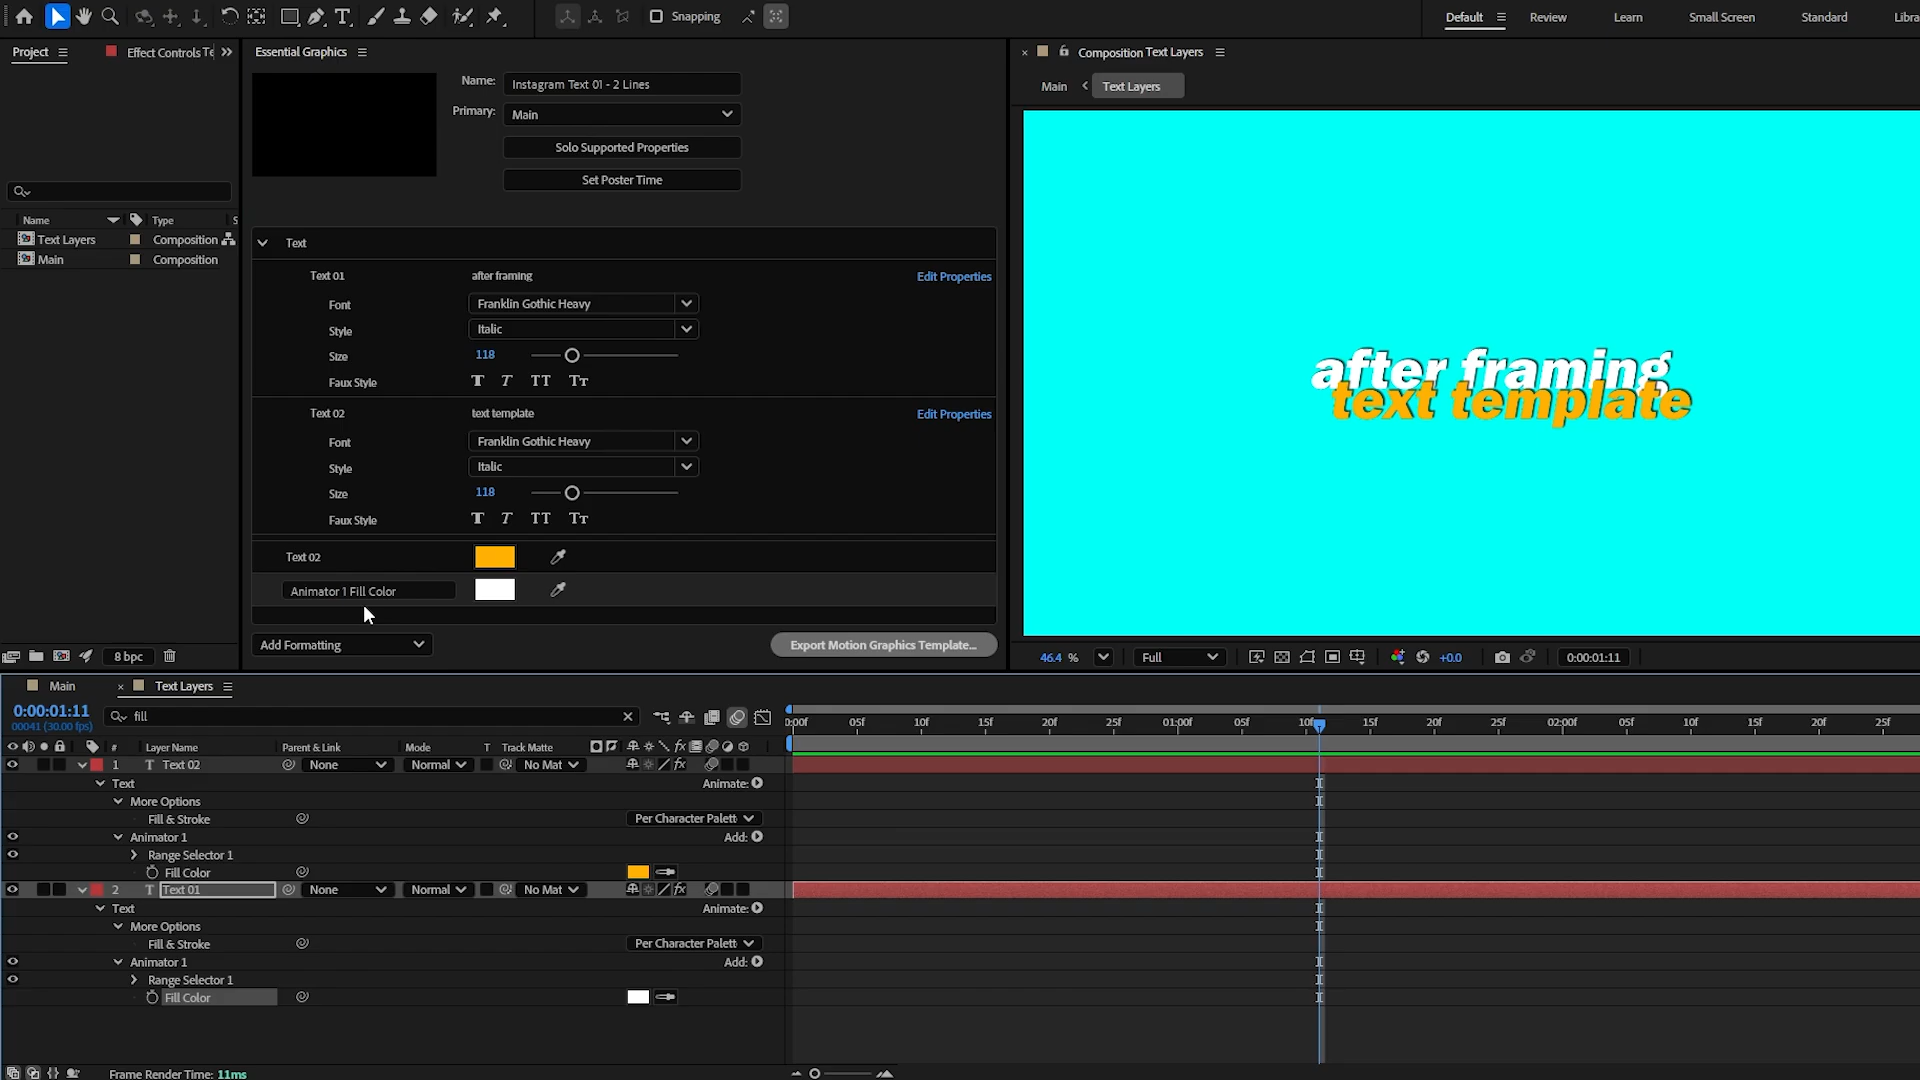 Snapping
Default
Review
Learn
Small Screen
Standard
Libra
Project
Effect Controls Te
Essential Graphics
Composition Text Layers
Name:
Instagram Text 01 - 2 Lines
Primary:
Main
Main
Text Layers
Solo Supported Properties
Set Poster Time
Name
Type
S
Text Layers
Composition
Main
Composition
Text
Text 01
after framing
Edit Properties
Font
Franklin Gothic Heavy
Style
Italic
Size
118
Faux Style
T T TT Tt
Text 02
text template
Edit Properties
Font
Franklin Gothic Heavy
Style
Italic
Size
118
Faux Style
T T TT Tt
Text 02
Animator 1 Fill Color
Add Formatting
Export Motion Graphics Template...
after framing
text template
8 bpc
46.4 %
Full
+0.0
0:00:01:11
Main
Text Layers
0:00:01:11
00041 (30.00 fps)
fill
0:00f 05f 10f 15f 20f 25f 01:00f 05f 10f 15f 20f 25f 02:00f 05f 10f 15f 20f 25f
# Layer Name Parent & Link Mode T Track Matte
1 T Text 02 None Normal No Mat
Text Animate:
More Options
Fill & Stroke Per Character Palett
Animator 1 Add:
Range Selector 1
Fill Color
2 T Text 01 None Normal No Mat
Text Animate:
More Options
Fill & Stroke Per Character Palett
Animator 1 Add:
Range Selector 1
Fill Color
Frame Render Time: 11ms